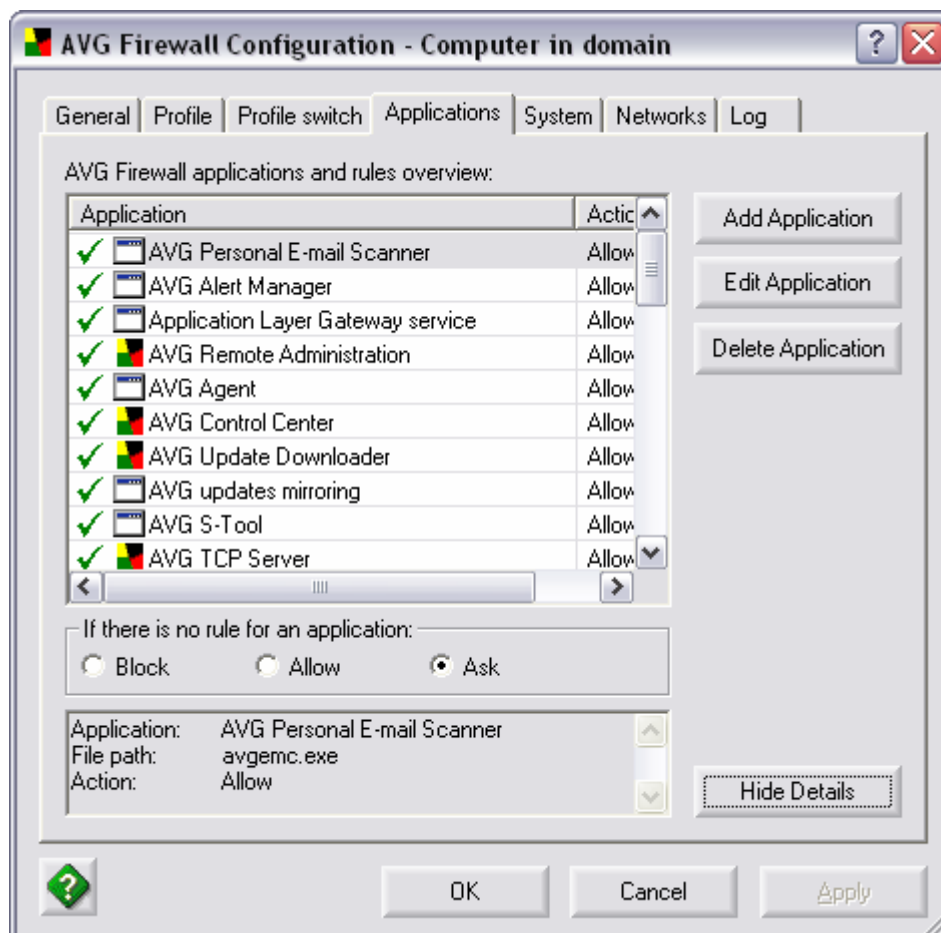 AVG Firewall Configuration - Computer in domain
General Profile Profile switch Applications System Networks Log
AVG Firewall applications and rules overview:
Application Actic
AVG Personal E-mail Scanner Allow
AVG Alert Manager Allow
Application Layer Gateway service Allow
AVG Remote Administration Allow
AVG Agent Allow
AVG Control Center Allow
AVG Update Downloader Allow
AVG updates mirroring Allow
AVG S-Tool Allow
AVG TCP Server Allow
Add Application
Edit Application
Delete Application
If there is no rule for an application:
Block Allow Ask
Application: AVG Personal E-mail Scanner
File path: avgemc.exe
Action: Allow
Hide Details
OK Cancel Apply